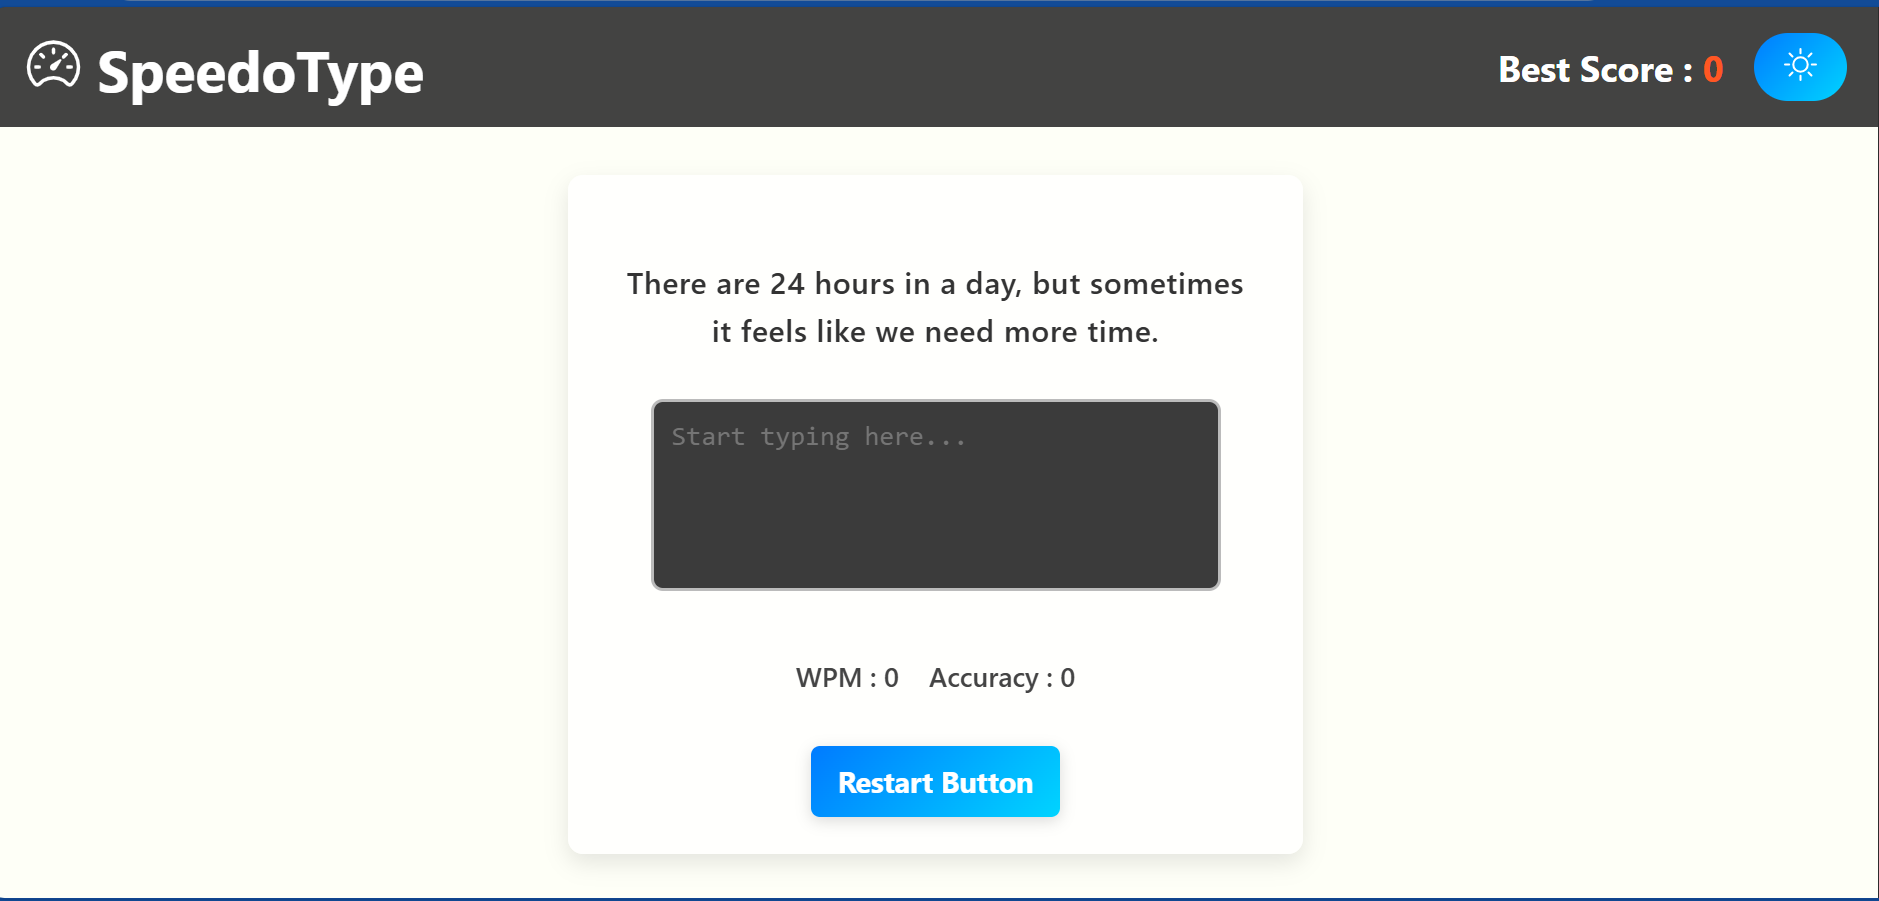 SpeedoType
Best Score : 0
There are 24 hours in a day, but sometimes
it feels like we need more time.
Start typing here...
WPM : 0 Accuracy : 0
Restart Button